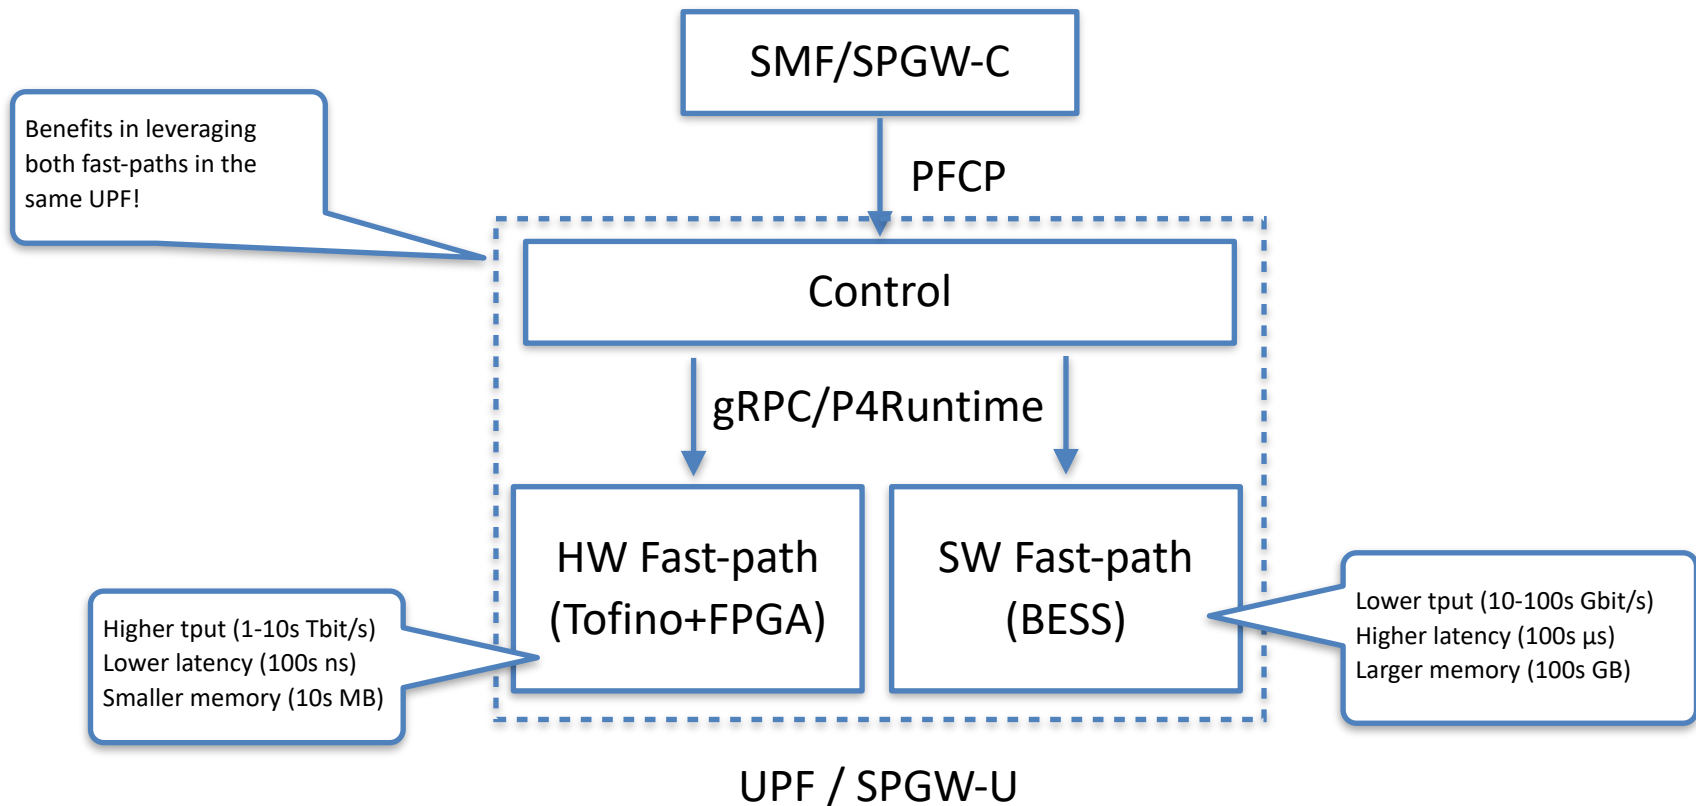 SMF/SPGW-C
Benefits in leveraging
both fast-paths in the
same UPF!
PFCP
Control
gRPC/P4Runtime
HW Fast-path
(Tofino+FPGA)
SW Fast-path
(BESS)
Higher tput (1-10s Tbit/s)
Lower latency (100s ns)
Smaller memory (10s MB)
Lower tput (10-100s Gbit/s)
Higher latency (100s µs)
Larger memory (100s GB)
UPF / SPGW-U